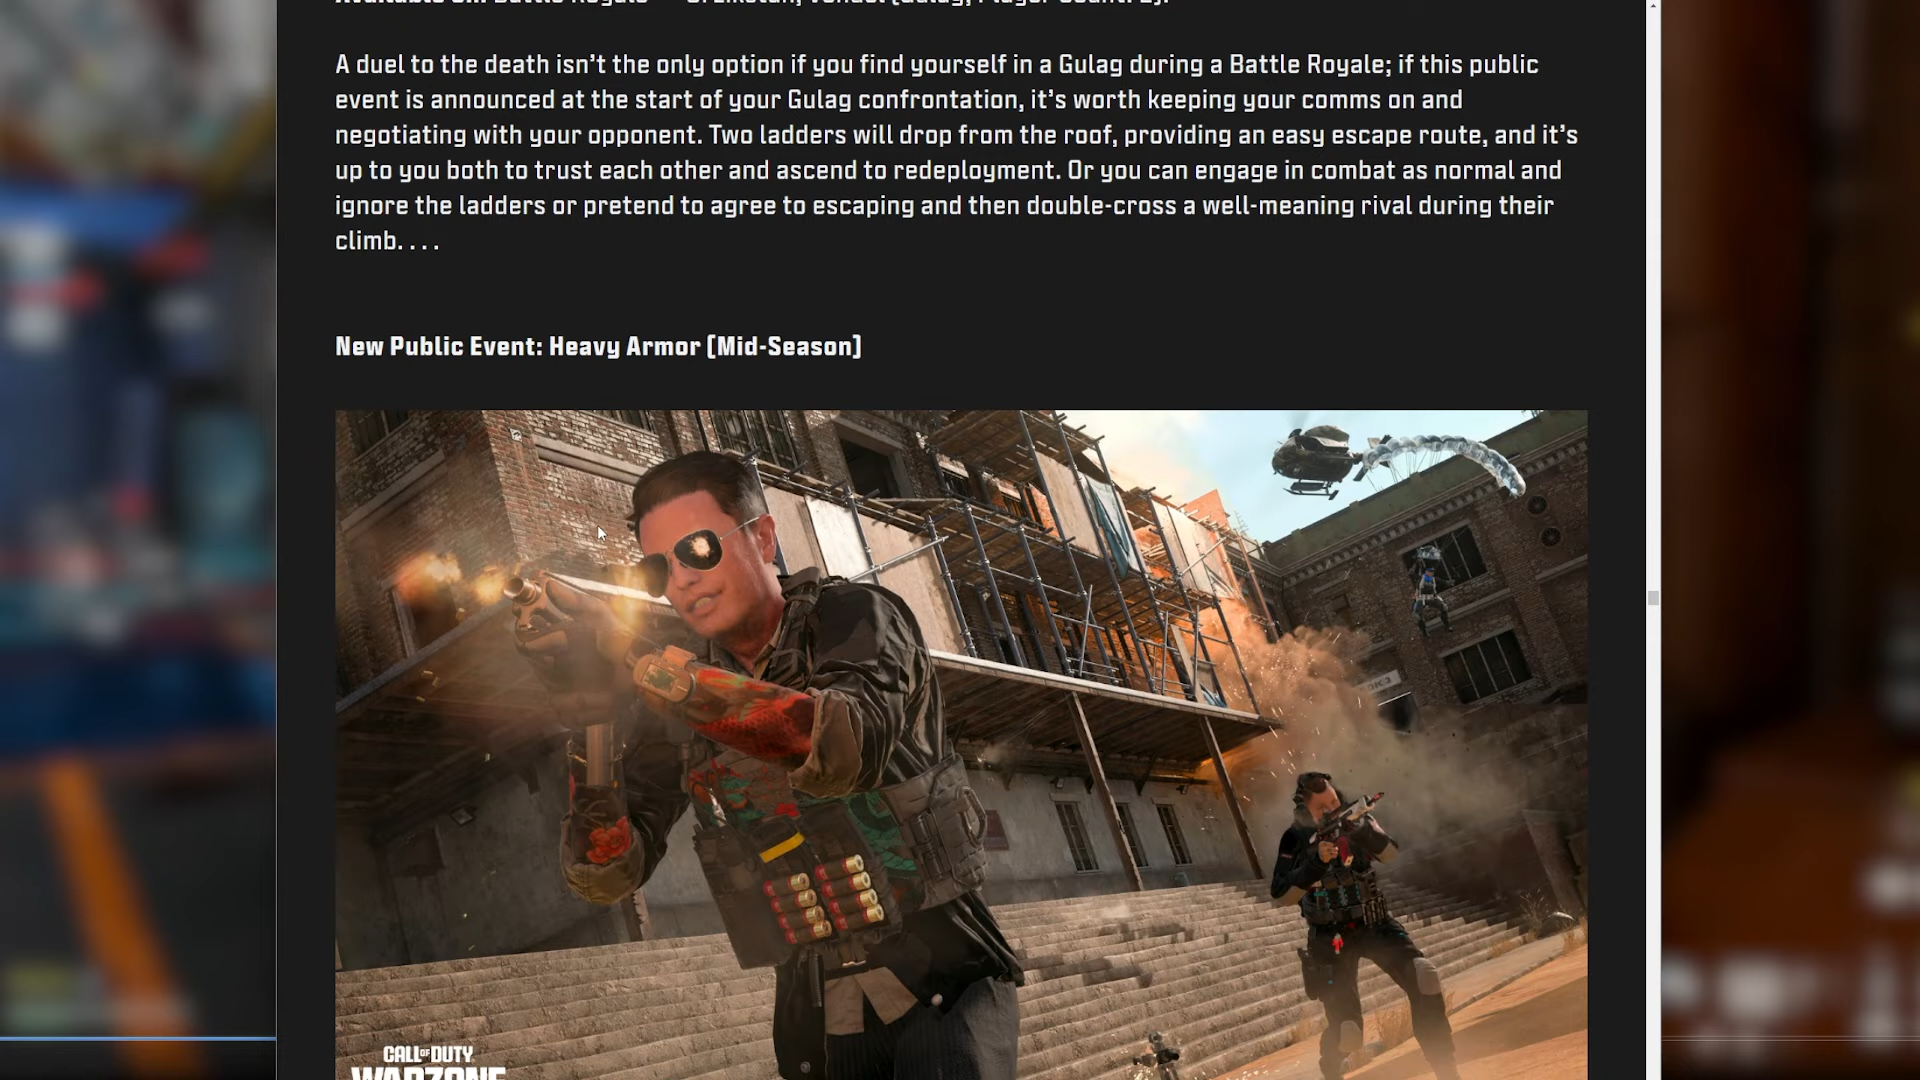 A duel to the death isn’t the only option if you find yourself in a Gulag during a Battle Royale; if this public
event is announced at the start of your Gulag confrontation, it’s worth keeping your comms on and
negotiating with your opponent. Two ladders will drop from the roof, providing an easy escape route, and it’s
up to you both to trust each other and ascend to redeployment. Or you can engage in combat as normal and
ignore the ladders or pretend to agree to escaping and then double-cross a well-meaning rival during their
climb. . . .
New Public Event: Heavy Armor (Mid-Season)
CALL OF DUTY
WARZONE